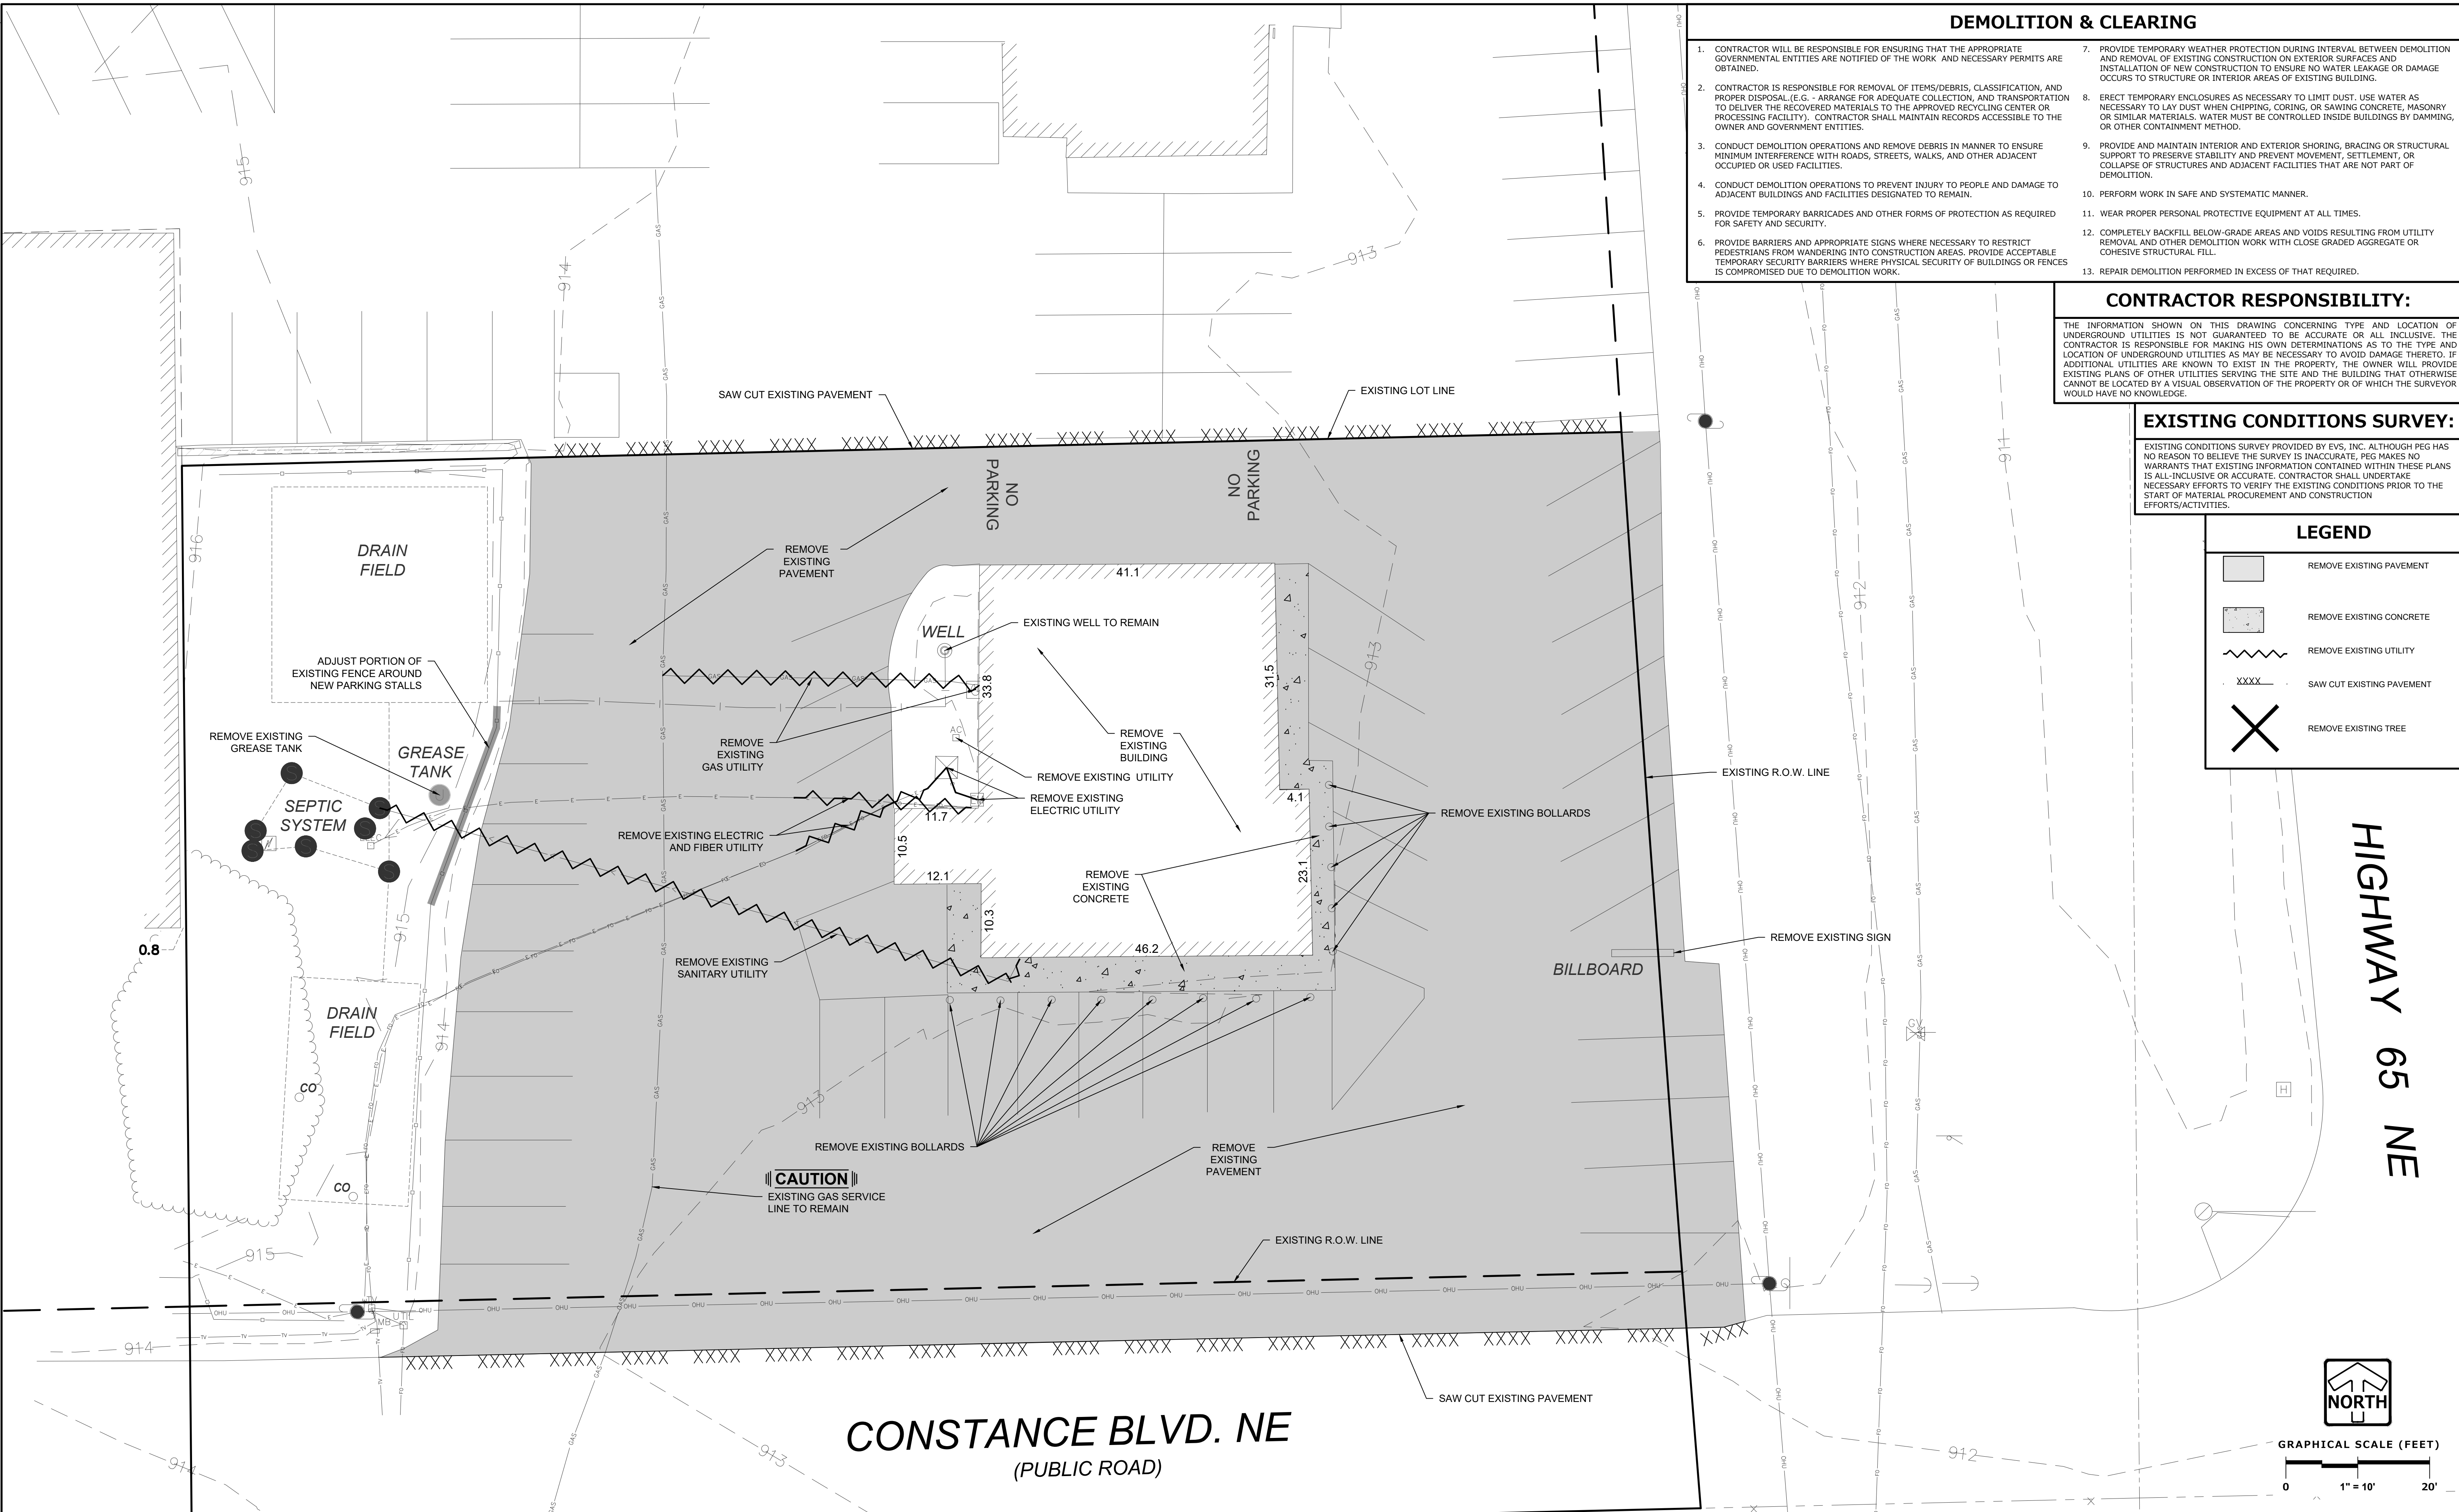 DEMOLITION & CLEARING
1. CONTRACTOR WILL BE RESPONSIBLE FOR ENSURING THAT THE APPROPRIATE
GOVERNMENTAL ENTITIES ARE NOTIFIED OF THE WORK AND NECESSARY PERMITS ARE
OBTAINED.
2. CONTRACTOR IS RESPONSIBLE FOR REMOVAL OF ITEMS/DEBRIS, CLASSIFICATION, AND
PROPER DISPOSAL.(E.G. - ARRANGE FOR ADEQUATE COLLECTION, AND TRANSPORTATION
TO DELIVER THE RECOVERED MATERIALS TO THE APPROVED RECYCLING CENTER OR
PROCESSING FACILITY). CONTRACTOR SHALL MAINTAIN RECORDS ACCESSIBLE TO THE
OWNER AND GOVERNMENT ENTITIES.
3. CONDUCT DEMOLITION OPERATIONS AND REMOVE DEBRIS IN MANNER TO ENSURE
MINIMUM INTERFERENCE WITH ROADS, STREETS, WALKS, AND OTHER ADJACENT
OCCUPIED OR USED FACILITIES.
4. CONDUCT DEMOLITION OPERATIONS TO PREVENT INJURY TO PEOPLE AND DAMAGE TO
ADJACENT BUILDINGS AND FACILITIES DESIGNATED TO REMAIN.
5. PROVIDE TEMPORARY BARRICADES AND OTHER FORMS OF PROTECTION AS REQUIRED
FOR SAFETY AND SECURITY.
6. PROVIDE BARRIERS AND APPROPRIATE SIGNS WHERE NECESSARY TO RESTRICT
PEDESTRIANS FROM WANDERING INTO CONSTRUCTION AREAS. PROVIDE ACCEPTABLE
TEMPORARY SECURITY BARRIERS WHERE PHYSICAL SECURITY OF BUILDINGS OR FENCES
IS COMPROMISED DUE TO DEMOLITION WORK.
7. PROVIDE TEMPORARY WEATHER PROTECTION DURING INTERVAL BETWEEN DEMOLITION
AND REMOVAL OF EXISTING CONSTRUCTION ON EXTERIOR SURFACES AND
INSTALLATION OF NEW CONSTRUCTION TO ENSURE NO WATER LEAKAGE OR DAMAGE
OCCURS TO STRUCTURE OR INTERIOR AREAS OF EXISTING BUILDING.
8. ERECT TEMPORARY ENCLOSURES AS NECESSARY TO LIMIT DUST. USE WATER AS
NECESSARY TO LAY DUST WHEN CHIPPING, CORING, OR SAWING CONCRETE, MASONRY
OR SIMILAR MATERIALS. WATER MUST BE CONTROLLED INSIDE BUILDINGS BY DAMMING,
OR OTHER CONTAINMENT METHOD.
9. PROVIDE AND MAINTAIN INTERIOR AND EXTERIOR SHORING, BRACING OR STRUCTURAL
SUPPORT TO PRESERVE STABILITY AND PREVENT MOVEMENT, SETTLEMENT, OR
COLLAPSE OF STRUCTURES AND ADJACENT FACILITIES THAT ARE NOT PART OF
DEMOLITION.
10. PERFORM WORK IN SAFE AND SYSTEMATIC MANNER.
11. WEAR PROPER PERSONAL PROTECTIVE EQUIPMENT AT ALL TIMES.
12. COMPLETELY BACKFILL BELOW-GRADE AREAS AND VOIDS RESULTING FROM UTILITY
REMOVAL AND OTHER DEMOLITION WORK WITH CLOSE GRADED AGGREGATE OR
COHESIVE STRUCTURAL FILL.
13. REPAIR DEMOLITION PERFORMED IN EXCESS OF THAT REQUIRED.
CONTRACTOR RESPONSIBILITY:
THE INFORMATION SHOWN ON THIS DRAWING CONCERNING TYPE AND LOCATION OF
UNDERGROUND UTILITIES IS NOT GUARANTEED TO BE ACCURATE OR ALL INCLUSIVE. THE
CONTRACTOR IS RESPONSIBLE FOR MAKING HIS OWN DETERMINATIONS AS TO THE TYPE AND
LOCATION OF UNDERGROUND UTILITIES AS MAY BE NECESSARY TO AVOID DAMAGE THERETO. IF
ADDITIONAL UTILITIES ARE KNOWN TO EXIST IN THE PROPERTY, THE OWNER WILL PROVIDE
EXISTING PLANS OF OTHER UTILITIES SERVING THE SITE AND THE BUILDING THAT OTHERWISE
CANNOT BE LOCATED BY A VISUAL OBSERVATION OF THE PROPERTY OR OF WHICH THE SURVEYOR
WOULD HAVE NO KNOWLEDGE.
EXISTING CONDITIONS SURVEY:
EXISTING CONDITIONS SURVEY PROVIDED BY EVS, INC. ALTHOUGH PEG HAS
NO REASON TO BELIEVE THE SURVEY IS INACCURATE, PEG MAKES NO
WARRANTS THAT EXISTING INFORMATION CONTAINED WITHIN THESE PLANS
IS ALL-INCLUSIVE OR ACCURATE. CONTRACTOR SHALL UNDERTAKE
NECESSARY EFFORTS TO VERIFY THE EXISTING CONDITIONS PRIOR TO THE
START OF MATERIAL PROCUREMENT AND CONSTRUCTION
EFFORTS/ACTIVITIES.
LEGEND
REMOVE EXISTING PAVEMENT
REMOVE EXISTING CONCRETE
REMOVE EXISTING UTILITY
XXXX SAW CUT EXISTING PAVEMENT
REMOVE EXISTING TREE
915
914
913
911
912
916
SAW CUT EXISTING PAVEMENT
EXISTING LOT LINE
NO
PARKING
NO
PARKING
DRAIN
FIELD
REMOVE
EXISTING
PAVEMENT
41.1
WELL
EXISTING WELL TO REMAIN
ADJUST PORTION OF
EXISTING FENCE AROUND
NEW PARKING STALLS
33.8
31.5
913
REMOVE EXISTING
GREASE TANK
GREASE
TANK
REMOVE
EXISTING
GAS UTILITY
AC
REMOVE
EXISTING
BUILDING
REMOVE EXISTING UTILITY
REMOVE EXISTING
ELECTRIC UTILITY
EXISTING R.O.W. LINE
SEPTIC
SYSTEM
REMOVE EXISTING ELECTRIC
AND FIBER UTILITY
11.7
10.5
4.1
REMOVE EXISTING BOLLARDS
12.1
10.3
23.1
REMOVE
EXISTING
CONCRETE
46.2
REMOVE EXISTING
SANITARY UTILITY
REMOVE EXISTING SIGN
BILLBOARD
0.8
915
914
DRAIN
FIELD
CO
CO
913
GV
H
HIGHWAY 65 NE
REMOVE EXISTING BOLLARDS
REMOVE
EXISTING
PAVEMENT
CAUTION
EXISTING GAS SERVICE
LINE TO REMAIN
EXISTING R.O.W. LINE
915
UTIL
MB
914
SAW CUT EXISTING PAVEMENT
CONSTANCE BLVD. NE
(PUBLIC ROAD)
914
913
912
NORTH
GRAPHICAL SCALE (FEET)
0 1" = 10' 20'